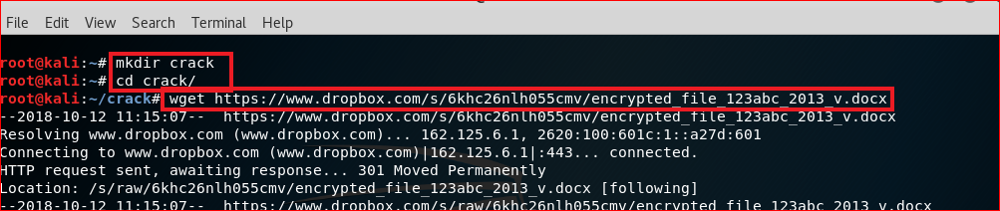 File Edit View Search Terminal Help
root@kali:~# mkdir crack
root@kali:~# cd crack/
root@kali:~/crack# wget https://www.dropbox.com/s/6khc26nlh055cmv/encrypted_file_123abc_2013_v.docx
--2018-10-12 11:15:07-- https://www.dropbox.com/s/6khc26nlh055cmv/encrypted_file_123abc_2013_v.docx
Resolving www.dropbox.com (www.dropbox.com)... 162.125.6.1, 2620:100:601c:1::a27d:601
Connecting to www.dropbox.com (www.dropbox.com)|162.125.6.1|:443... connected.
HTTP request sent, awaiting response... 301 Moved Permanently
Location: /s/raw/6khc26nlh055cmv/encrypted_file_123abc_2013_v.docx [following]
--2018-10-12 11:15:07-- https://www.dropbox.com/s/raw/6khc26nlh055cmv/encrypted_file_123abc_2013_v.docx